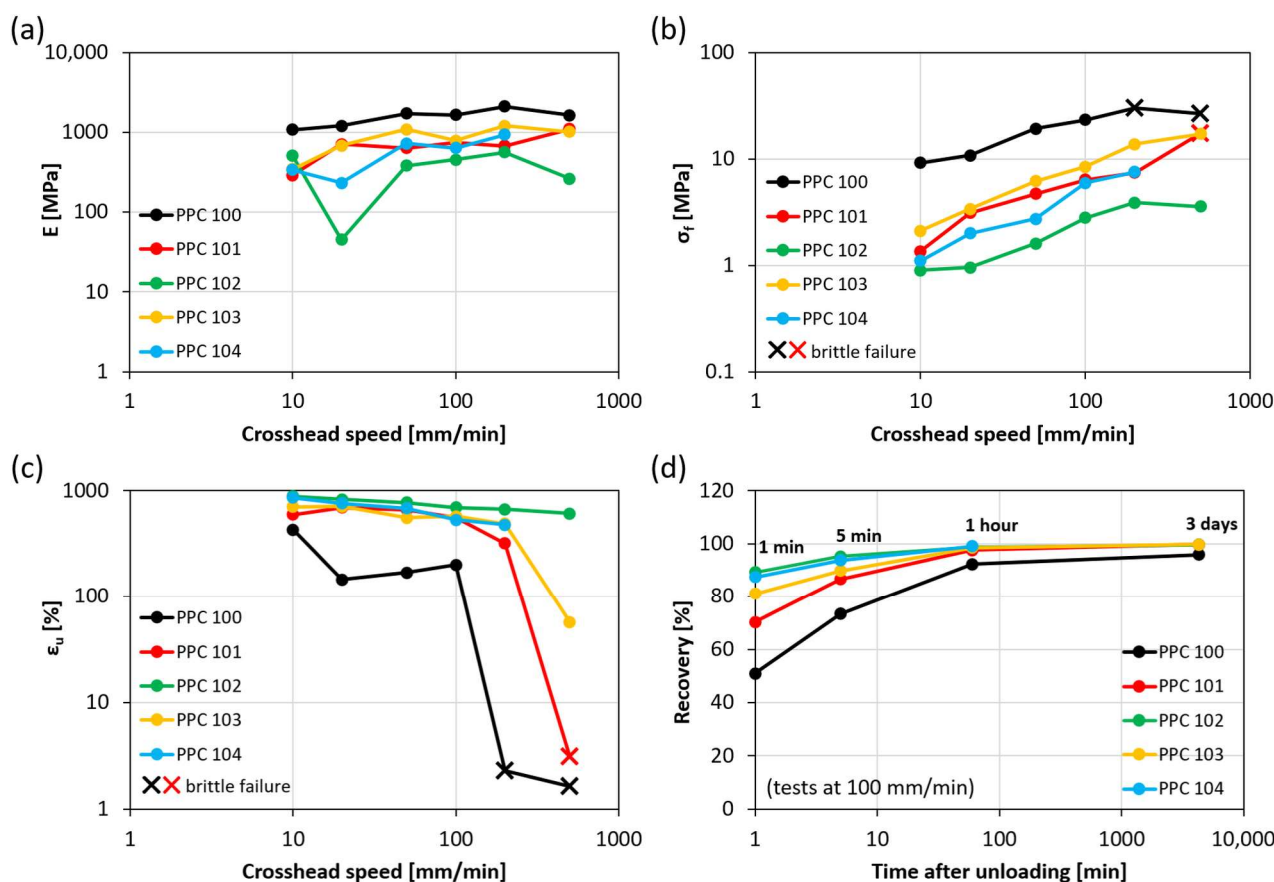 (a)
10,000
1000
100
10
1
E [MPa]
PPC 100
PPC 101
PPC 102
PPC 103
PPC 104
1 10 100 1000
Crosshead speed [mm/min]
(b)
100
10
1
0.1
σf [MPa]
PPC 100
PPC 101
PPC 102
PPC 103
PPC 104
brittle failure
1 10 100 1000
Crosshead speed [mm/min]
(c)
1000
100
10
1
εu [%]
PPC 100
PPC 101
PPC 102
PPC 103
PPC 104
brittle failure
1 10 100 1000
Crosshead speed [mm/min]
(d)
120
100
80
60
40
20
0
Recovery [%]
1 min
5 min
1 hour
3 days
PPC 100
PPC 101
PPC 102
PPC 103
PPC 104
(tests at 100 mm/min)
1 10 100 1000 10,000
Time after unloading [min]